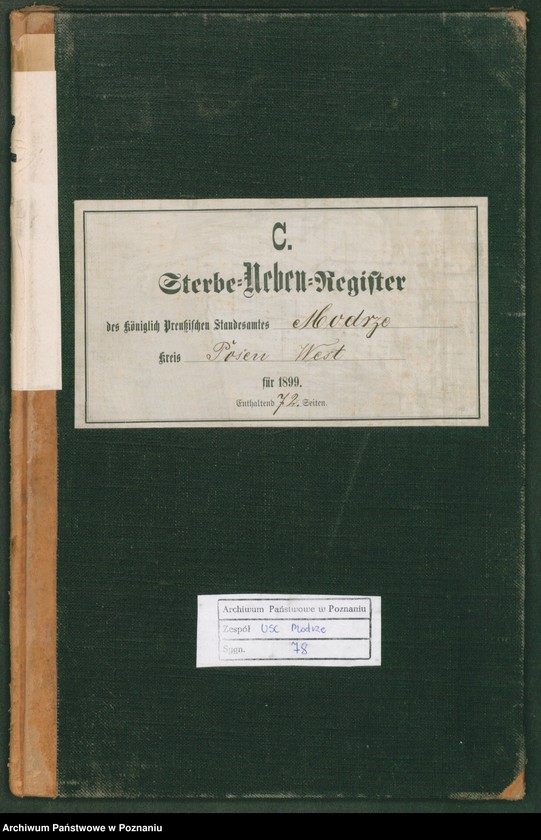 C.
Sterbe-Neben-Register
des Königlich Preußischen Standesamtes Modrze
Kreis Posen West
für 1899.
Enthaltend 72. Seiten.
Archiwum Państwowe w Poznaniu
Zespół USC Modrze
Sygn. 78
Archiwum Państwowe w Poznaniu